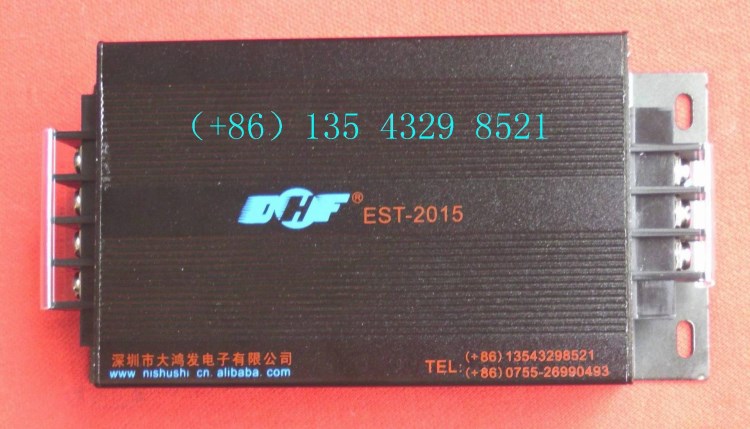 （+86）135 4329 8521
DHF® EST-2015
深圳市大鸿发电子有限公司
www.nishushi cn.alibaba.com
TEL: (+86)13543298521
(+86)0755-26990493